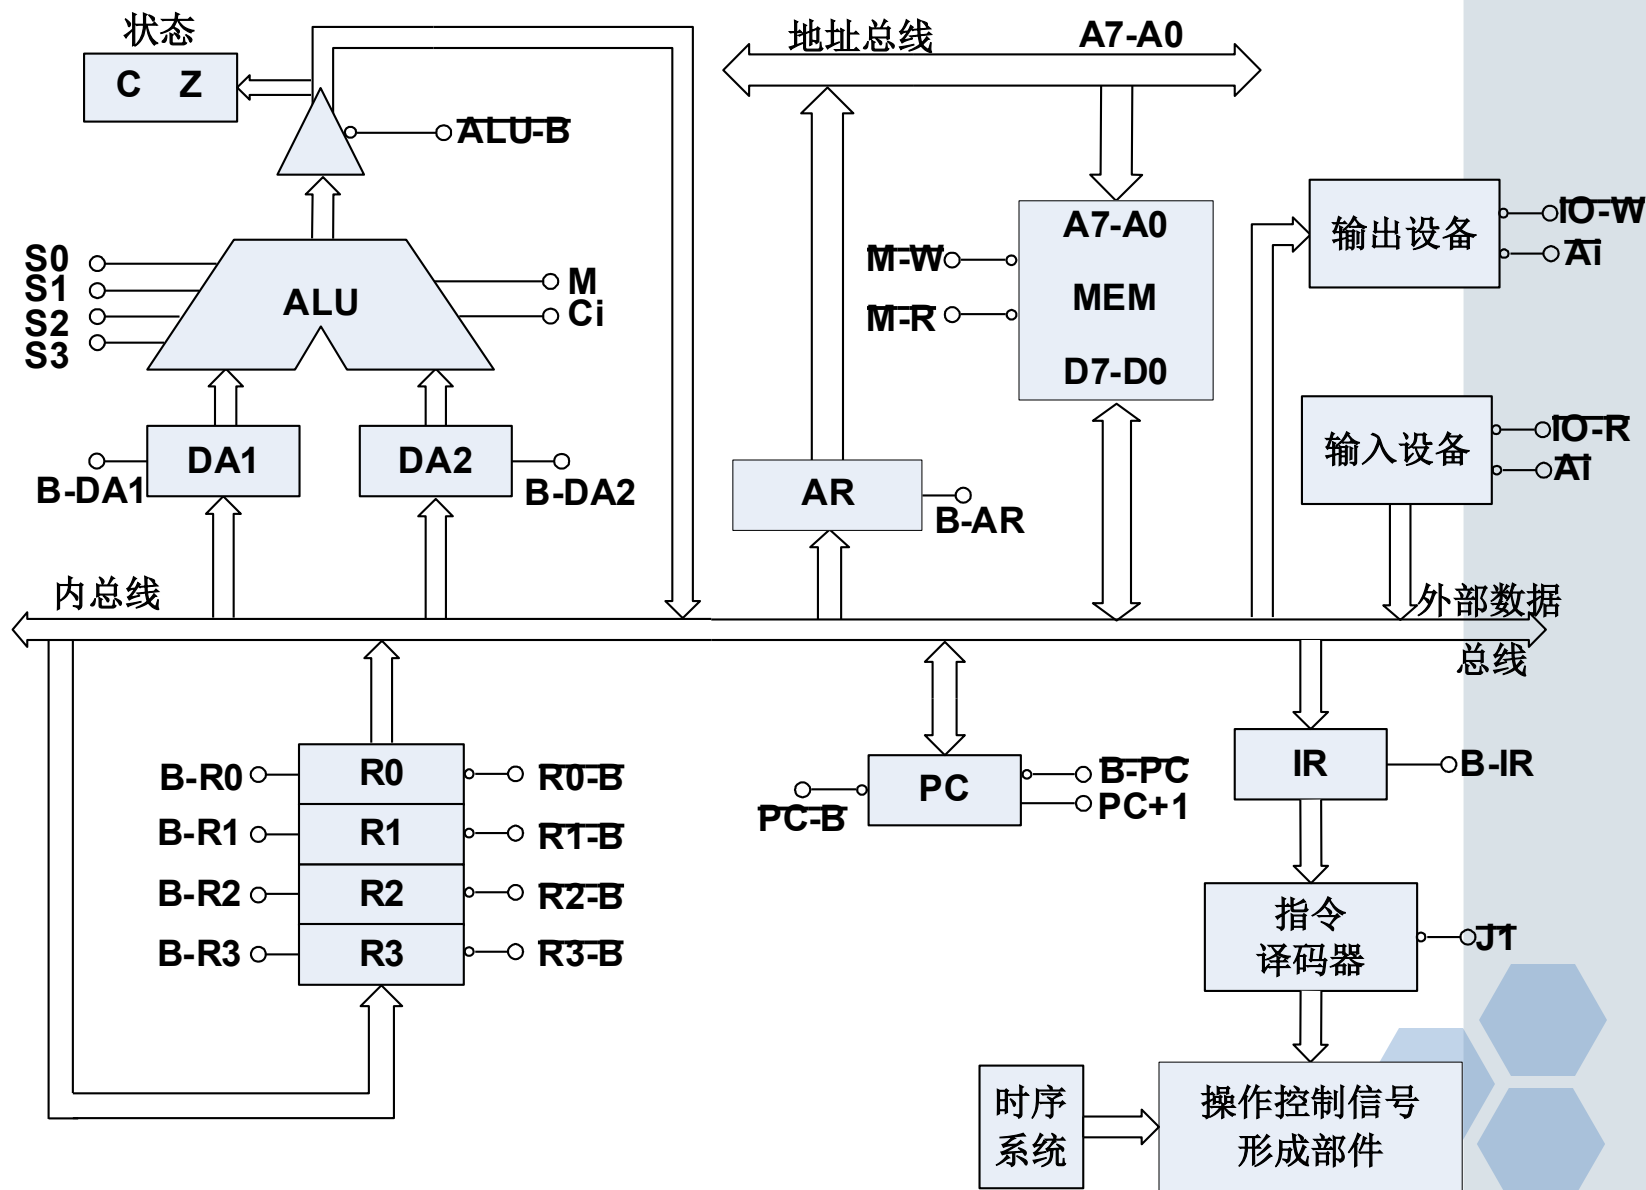 状态
C Z
ALU-B
S0
S1
S2
S3
ALU
M
Ci
DA1
DA2
B-DA1
B-DA2
地址总线 A7-A0
A7-A0
MEM
D7-D0
M-W
M-R
AR
B-AR
输出设备
IO-W
Ai
输入设备
IO-R
Ai
内总线
外部数据
总线
B-R0 R0 R0-B
B-R1 R1 R1-B
B-R2 R2 R2-B
B-R3 R3 R3-B
PC-B
PC
B-PC
PC+1
IR
B-IR
指令
译码器
J1
时序
系统
操作控制信号
形成部件